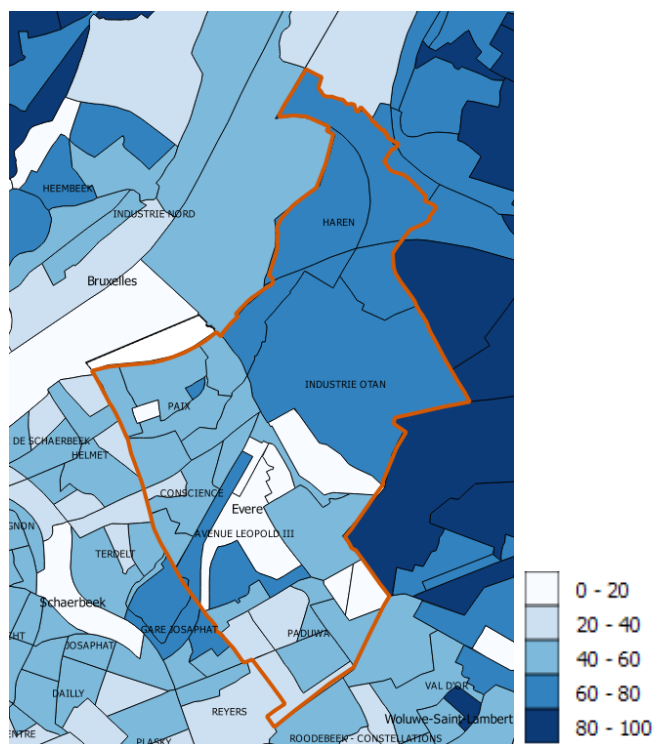 HEEMBEEK
INDUSTRIE NORD
HAREN
Bruxelles
INDUSTRIE OTAN
PAIX
DE SCHAERBEEK
HELMET
CONSCIENCE
Evere
GNON
AVENUE LEOPOLD III
TERDELT
Schaerbeek
GARE JOSAPHAT
PADUWA
HT
JOSAPHAT
DAILLY
VAL D'OR
REYERS
Woluwe-Saint-Lambert
ENTRE
PLASKY
ROODEBEEK - CONSTELLATIONS
0 - 20
20 - 40
40 - 60
60 - 80
80 - 100